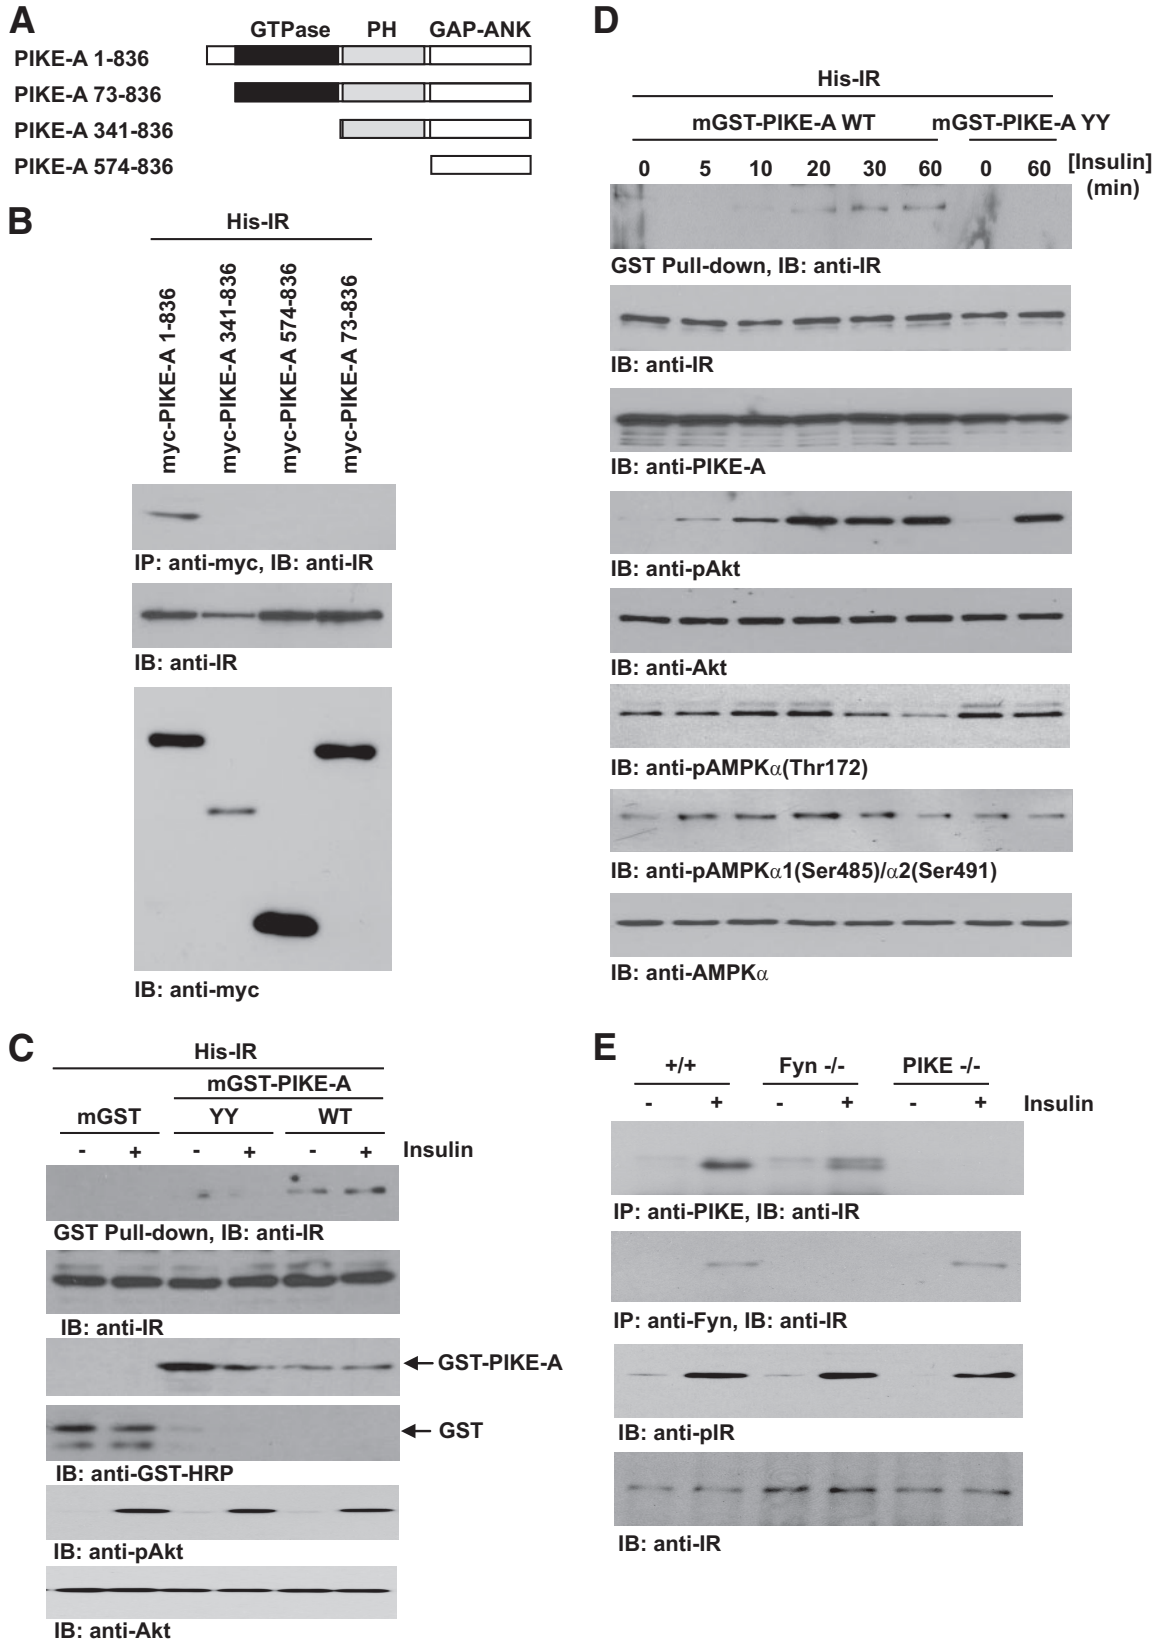 A
GTPase PH GAP-ANK
PIKE-A 1-836
PIKE-A 73-836
PIKE-A 341-836
PIKE-A 574-836
B
His-IR
myc-PIKE-A 1-836
myc-PIKE-A 341-836
myc-PIKE-A 574-836
myc-PIKE-A 73-836
IP: anti-myc, IB: anti-IR
IB: anti-IR
IB: anti-myc
C
His-IR
mGST-PIKE-A
mGST YY WT
- + - + - + Insulin
GST Pull-down, IB: anti-IR
IB: anti-IR
GST-PIKE-A
GST
IB: anti-GST-HRP
IB: anti-pAkt
IB: anti-Akt
D
His-IR
mGST-PIKE-A WT mGST-PIKE-A YY
0 5 10 20 30 60 0 60 [Insulin]
(min)
GST Pull-down, IB: anti-IR
IB: anti-IR
IB: anti-PIKE-A
IB: anti-pAkt
IB: anti-Akt
IB: anti-pAMPKα(Thr172)
IB: anti-pAMPKα1(Ser485)/α2(Ser491)
IB: anti-AMPKα
E
+/+ Fyn -/- PIKE -/-
- + - + - + Insulin
IP: anti-PIKE, IB: anti-IR
IP: anti-Fyn, IB: anti-IR
IB: anti-pIR
IB: anti-IR